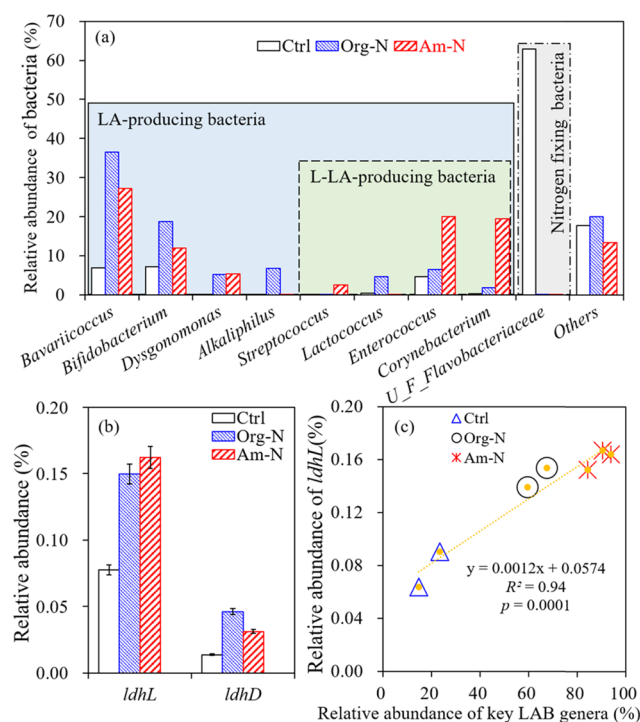 (a)
Ctrl Org-N Am-N
LA-producing bacteria
L-LA-producing bacteria
Nitrogen fixing bacteria
Relative abundance of bacteria (%)
70
60
50
40
30
20
10
0
Bavariicoccus
Bifidobacterium
Dysgonomonas
Alkaliphilus
Streptococcus
Lactococcus
Enterococcus
Corynebacterium
U_F_Flavobacteriaceae
Others
(b)
Ctrl
Org-N
Am-N
Relative abundance (%)
0.20
0.15
0.10
0.05
0.00
ldhL ldhD
(c)
Ctrl
Org-N
Am-N
Relative abundance of ldhL(%)
0.20
0.16
0.12
0.08
0.04
0.00
y = 0.0012x + 0.0574
R² = 0.94
p = 0.0001
0 20 40 60 80 100
Relative abundance of key LAB genera (%)